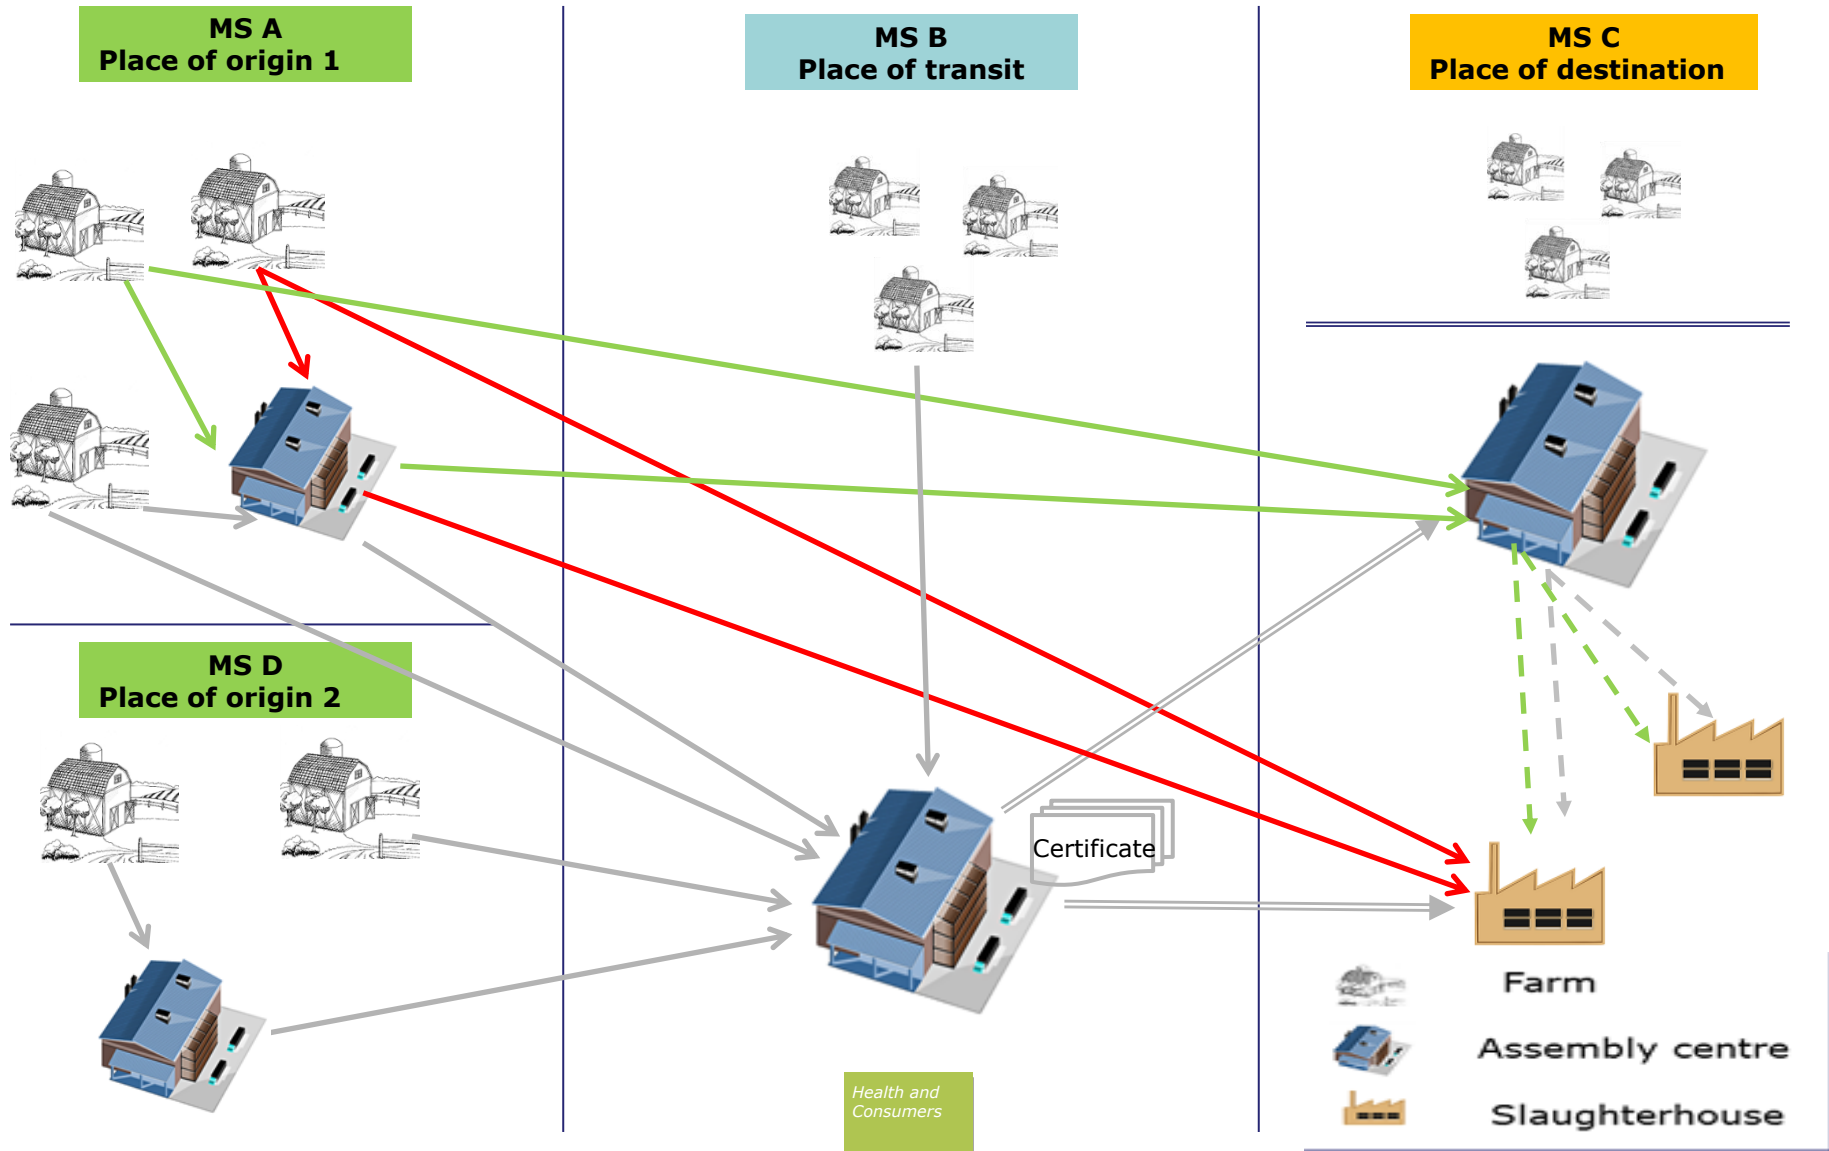 MS A
Place of origin 1
MS B
Place of transit
MS C
Place of destination
MS D
Place of origin 2
Certificate
Health and
Consumers
Farm
Assembly centre
Slaughterhouse